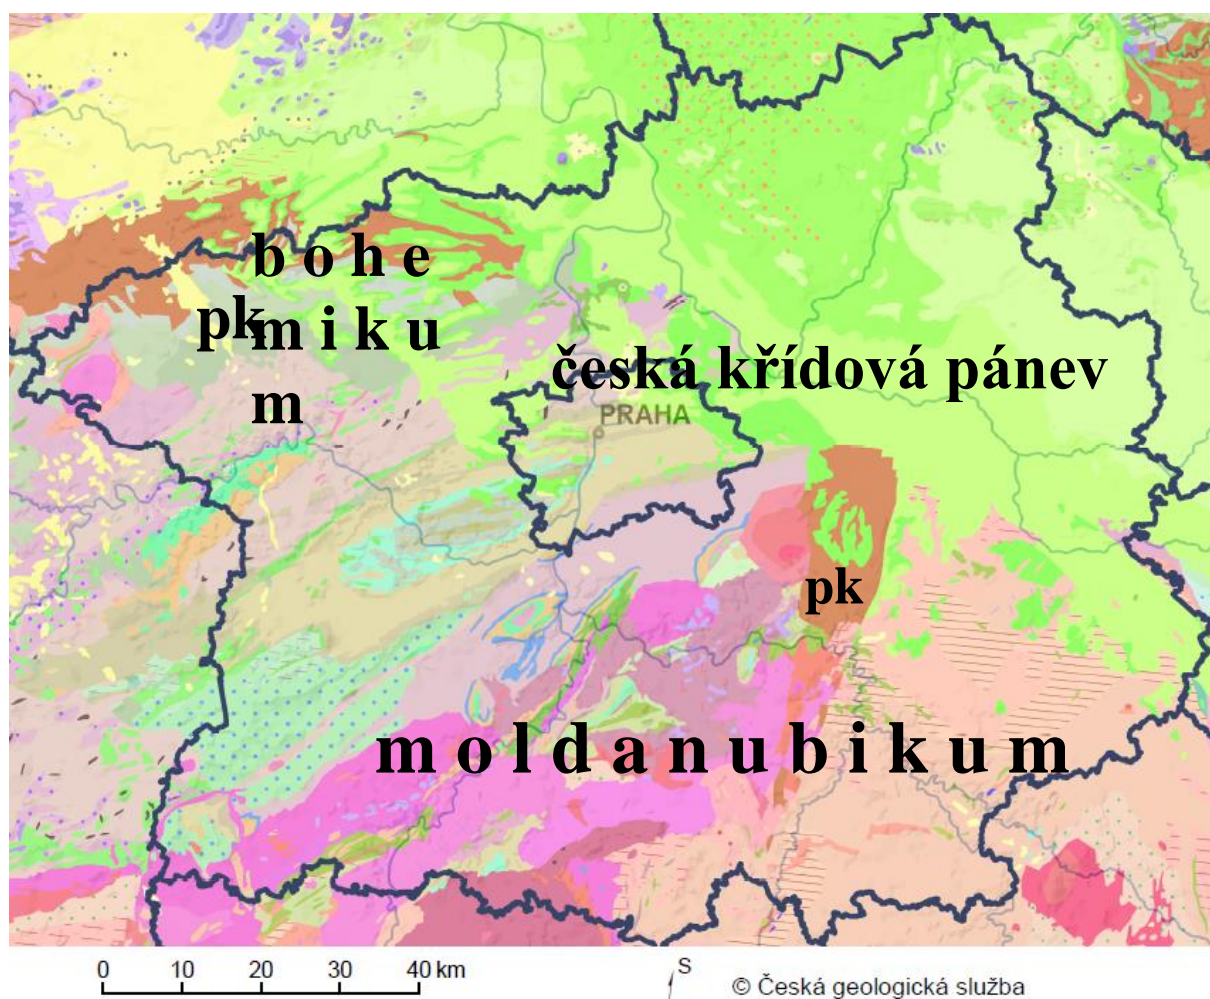 b o h e
pk
m i k u
m
česká křídová pánev
PRAHA
pk
m o l d a n u b i k u m
0 10 20 30 40 km
S
© Česká geologická služba